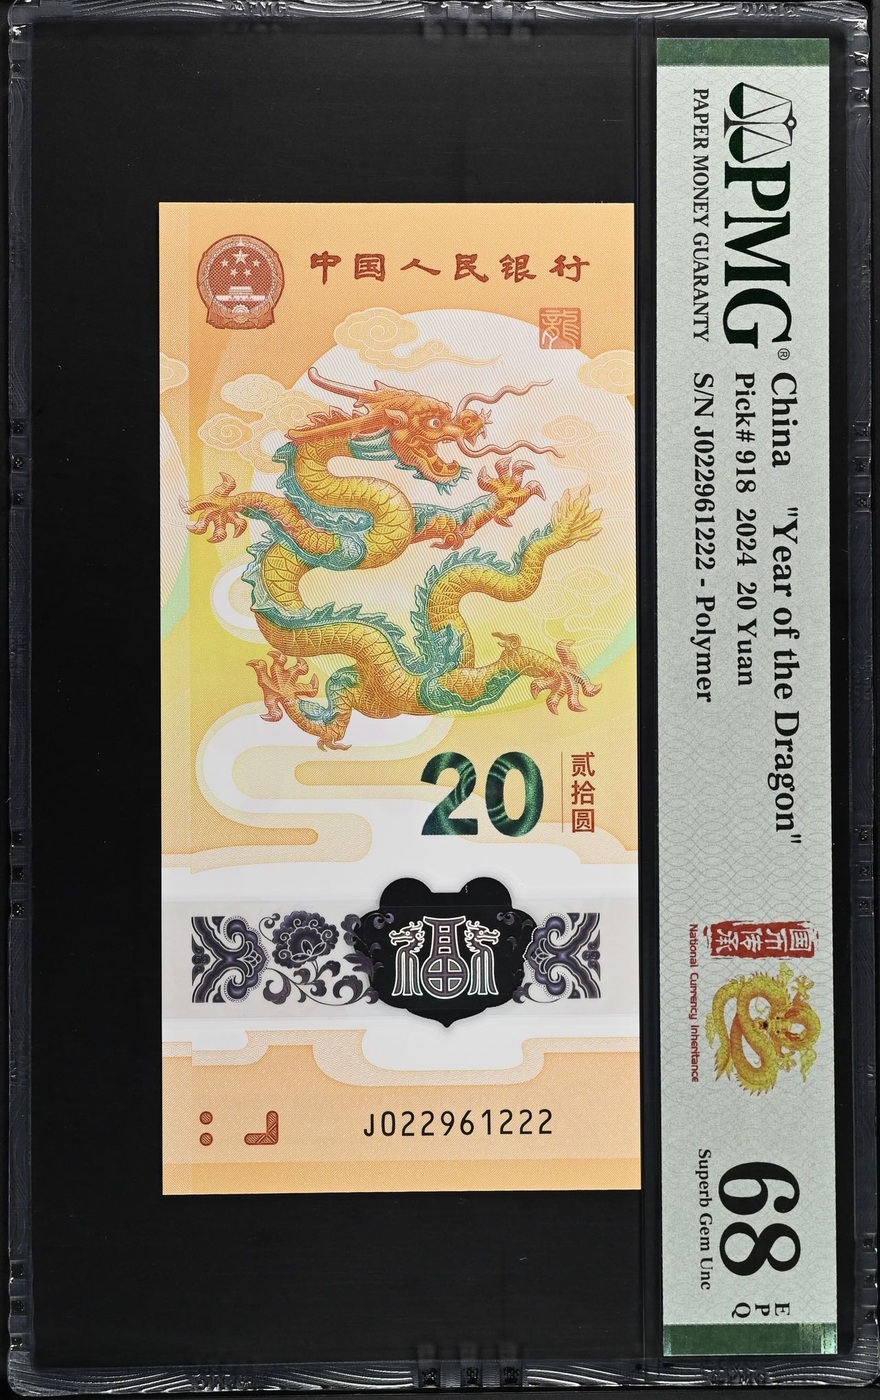 中国人民银行
龍
20
贰拾圆
福
J022961222
PMG®
PAPER MONEY GUARANTY
China "Year of the Dragon"
Pick# 918 2024 20 Yuan
S/N J022961222 - Polymer
国币传承
National Currency Inheritance
68 EPQ
Superb Gem Unc